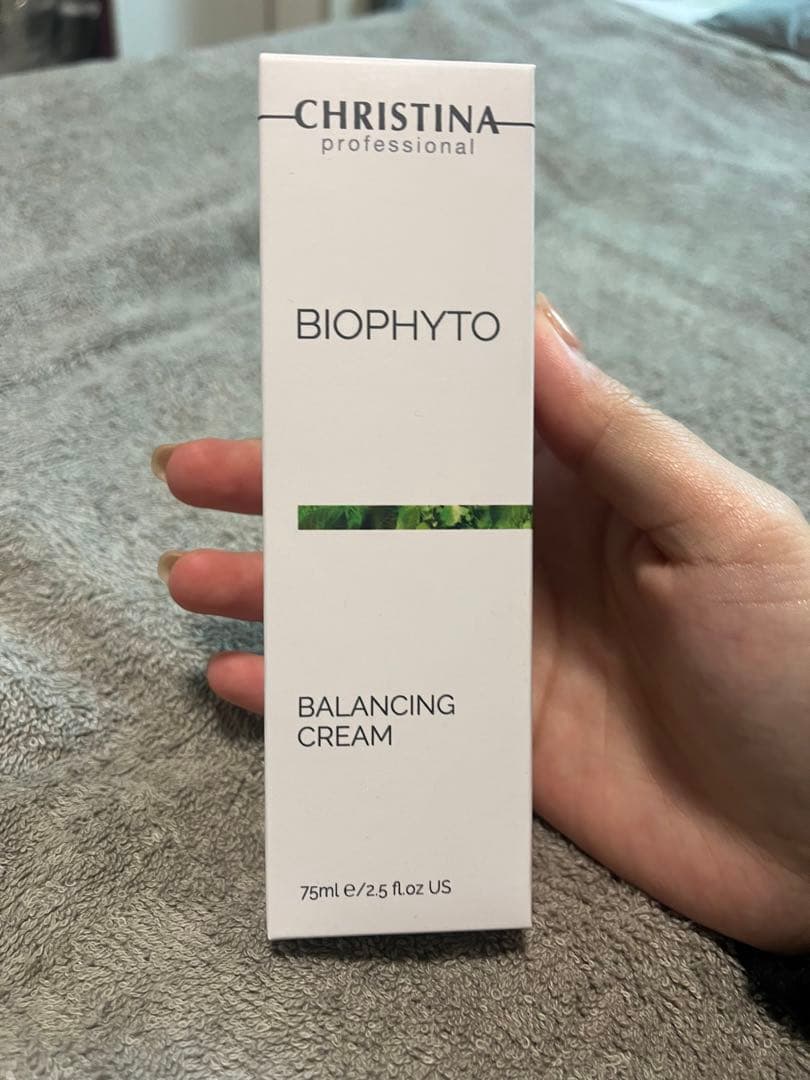 CHRISTINA
professional
BIOPHYTO
BALANCING
CREAM
75ml e/2.5 fl.oz US